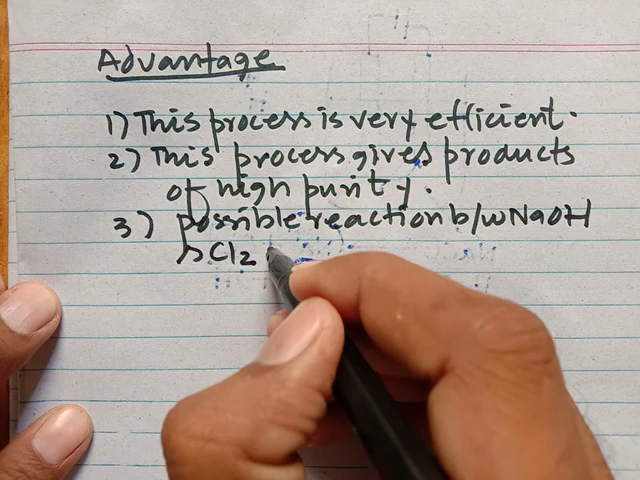 Advantage
1) This process is very efficient.
2) This process gives products
of high purity.
3) possible reaction b/w NaOH
& Cl2